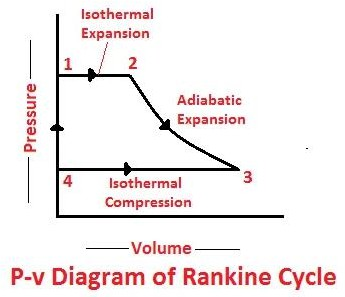 Isothermal
Expansion
1
2
Adiabatic
Expansion
Pressure
4
Isothermal
Compression
3
Volume
P-v Diagram of Rankine Cycle